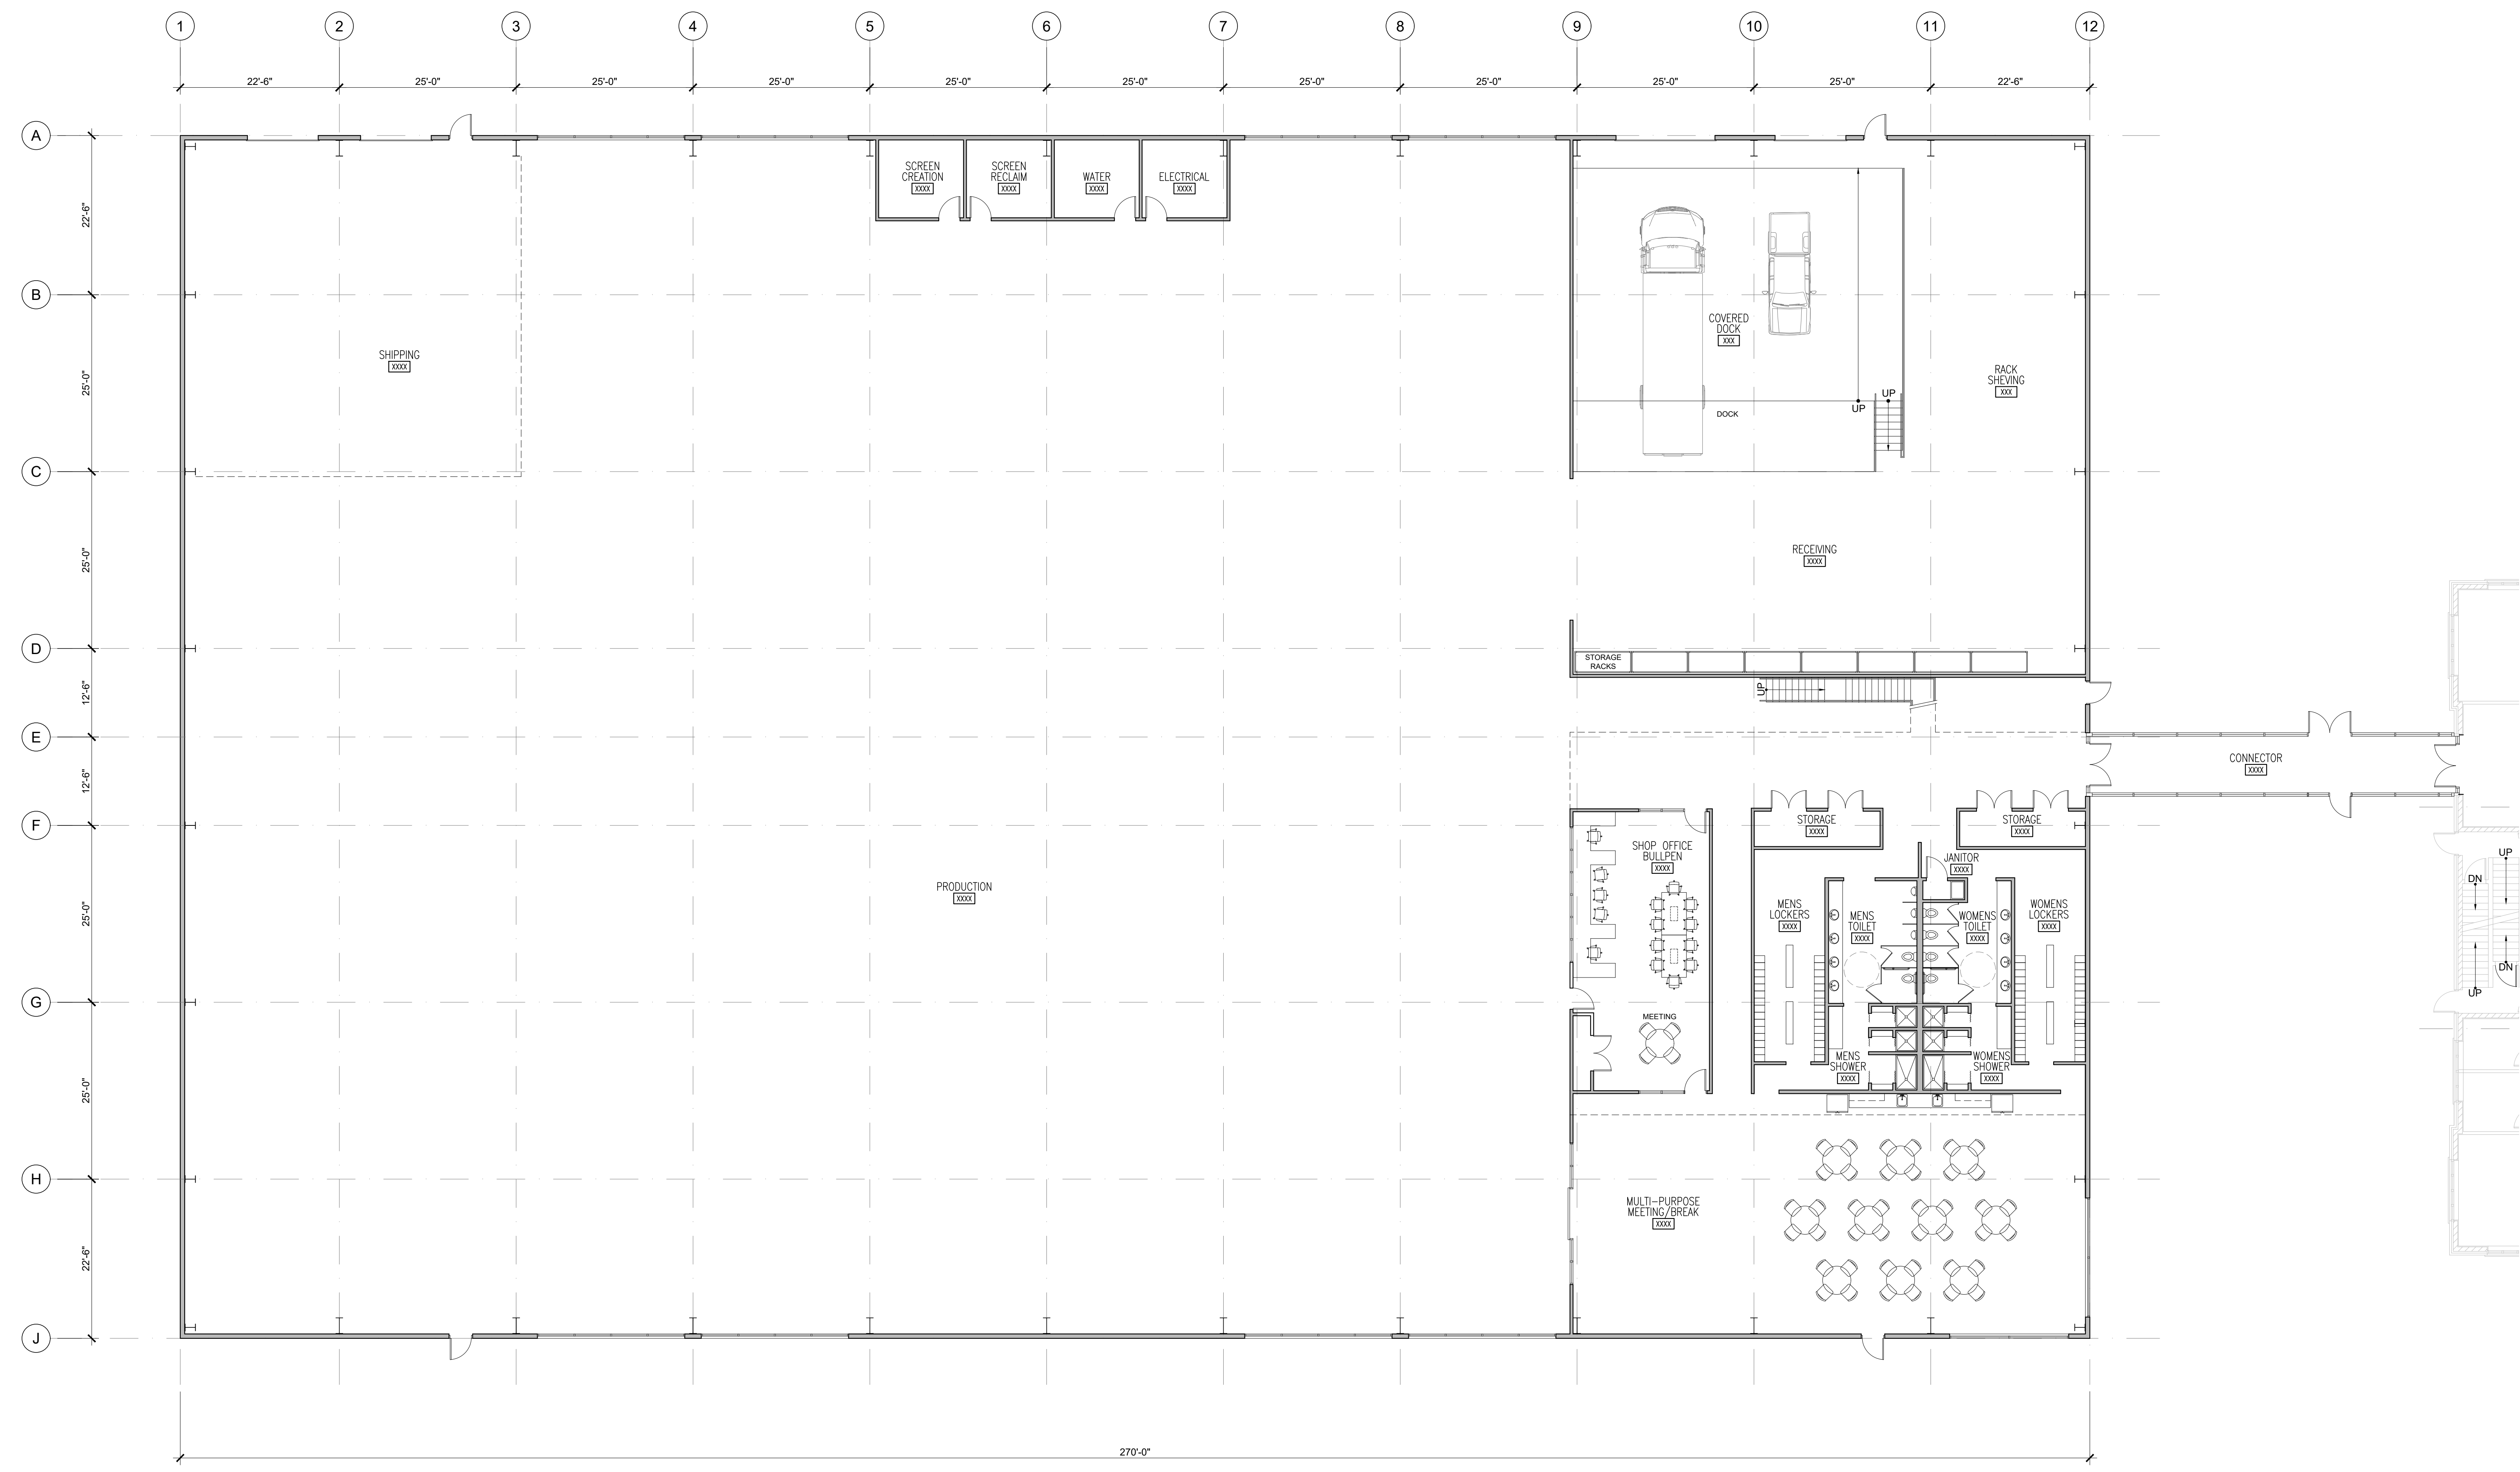 1 2 3 4 5 6 7 8 9 10 11 12
22'-6" 25'-0" 25'-0" 25'-0" 25'-0" 25'-0" 25'-0" 25'-0" 25'-0" 25'-0" 22'-6"
A
22'-6"
B
25'-0"
C
25'-0"
D
12'-6"
E
12'-6"
F
25'-0"
G
25'-0"
H
22'-6"
J
SCREEN
CREATION
XXXX
SCREEN
RECLAIM
XXXX
WATER
XXXX
ELECTRICAL
XXXX
SHIPPING
XXXX
COVERED
DOCK
XXX
RACK
SHEVING
XXX
UP
UP
DOCK
RECEIVING
XXXX
STORAGE
RACKS
UP
CONNECTOR
XXXX
STORAGE
XXXX
STORAGE
XXXX
SHOP OFFICE
BULLPEN
XXXX
JANITOR
XXXX
PRODUCTION
XXXX
MENS
LOCKERS
XXXX
MENS
TOILET
XXXX
WOMENS
TOILET
XXXX
WOMENS
LOCKERS
XXXX
UP
DN
DN
UP
MEETING
MENS
SHOWER
XXXX
WOMENS
SHOWER
XXXX
MULTI-PURPOSE
MEETING/BREAK
XXXX
270'-0"